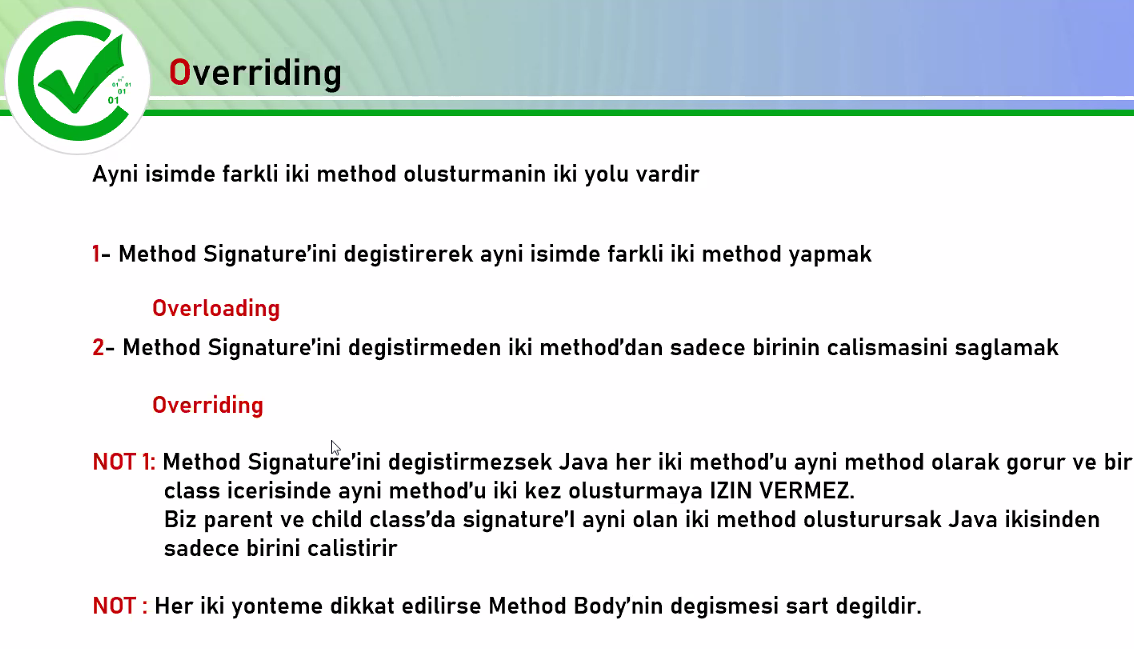 Overriding
01 01
01
01
Ayni isimde farkli iki method olusturmanin iki yolu vardir
1- Method Signature’ini degistirerek ayni isimde farkli iki method yapmak
Overloading
2- Method Signature’ini degistirmeden iki method’dan sadece birinin calismasini saglamak
Overriding
NOT 1: Method Signature’ini degistirmezsek Java her iki method’u ayni method olarak gorur ve bir
class icerisinde ayni method’u iki kez olusturmaya IZIN VERMEZ.
Biz parent ve child class’da signature’I ayni olan iki method olusturursak Java ikisinden
sadece birini calistirir
NOT : Her iki yonteme dikkat edilirse Method Body’nin degismesi sart degildir.